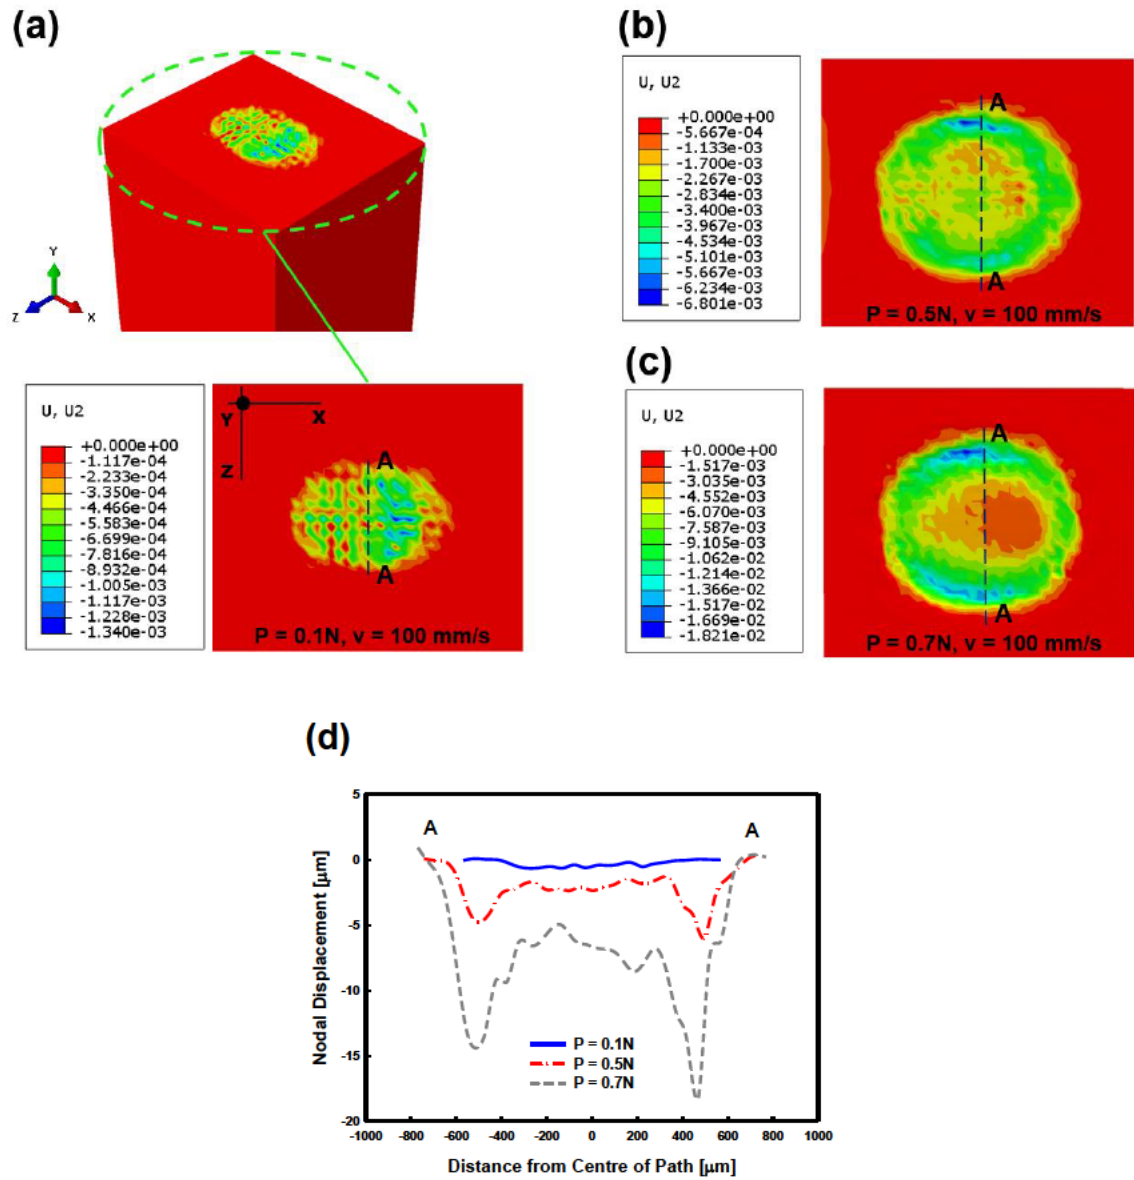 (a)
Y
Z
X
U, U2
+0.000e+00
-1.117e-04
-2.233e-04
-3.350e-04
-4.466e-04
-5.583e-04
-6.699e-04
-7.816e-04
-8.932e-04
-1.005e-03
-1.117e-03
-1.228e-03
-1.340e-03
Y
X
Z
A
A
P = 0.1N, v = 100 mm/s
(b)
U, U2
+0.000e+00
-5.667e-04
-1.133e-03
-1.700e-03
-2.267e-03
-2.834e-03
-3.400e-03
-3.967e-03
-4.534e-03
-5.101e-03
-5.667e-03
-6.234e-03
-6.801e-03
A
A
P = 0.5N, v = 100 mm/s
(c)
U, U2
+0.000e+00
-1.517e-03
-3.035e-03
-4.552e-03
-6.070e-03
-7.587e-03
-9.105e-03
-1.062e-02
-1.214e-02
-1.366e-02
-1.517e-02
-1.669e-02
-1.821e-02
A
A
P = 0.7N, v = 100 mm/s
(d)
Nodal Displacement [µm]
5
0
-5
-10
-15
-20
A
A
P = 0.1N
P = 0.5N
P = 0.7N
-1000 -800 -600 -400 -200 0 200 400 600 800 1000
Distance from Centre of Path [µm]